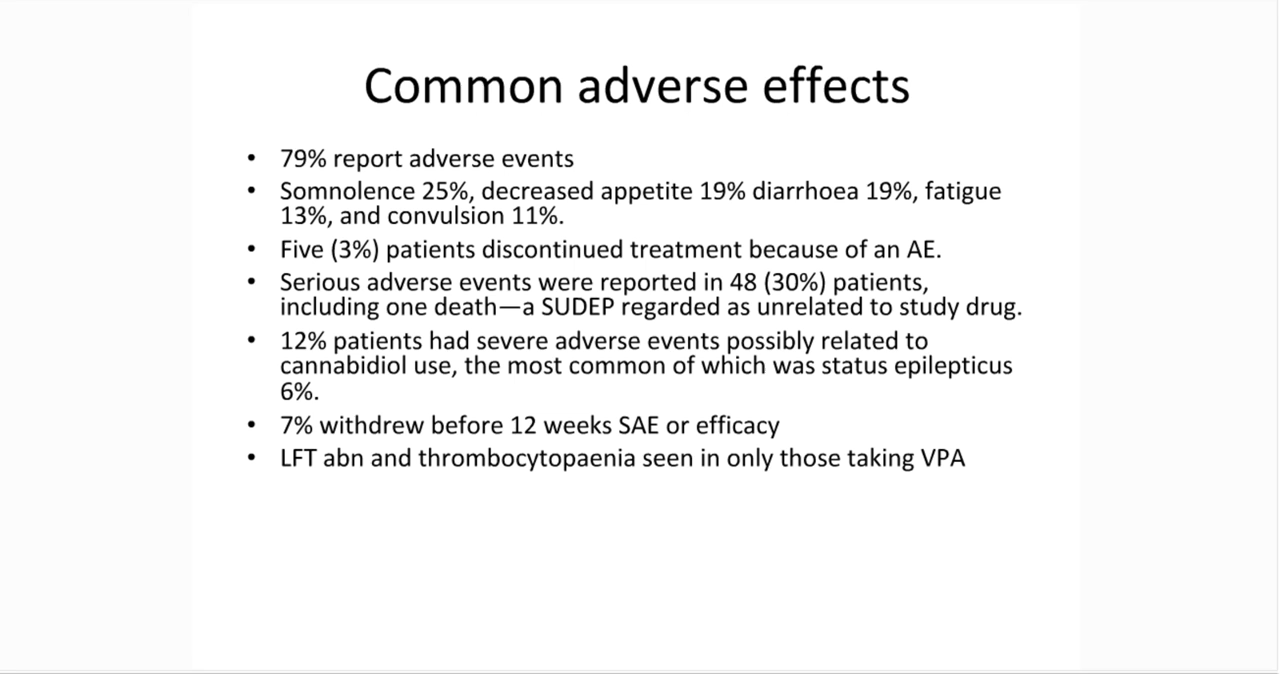 Common adverse effects
• 79% report adverse events
• Somnolence 25%, decreased appetite 19% diarrhoea 19%, fatigue
13%, and convulsion 11%.
• Five (3%) patients discontinued treatment because of an AE.
• Serious adverse events were reported in 48 (30%) patients,
including one death—a SUDEP regarded as unrelated to study drug.
• 12% patients had severe adverse events possibly related to
cannabidiol use, the most common of which was status epilepticus
6%.
• 7% withdrew before 12 weeks SAE or efficacy
• LFT abn and thrombocytopaenia seen in only those taking VPA